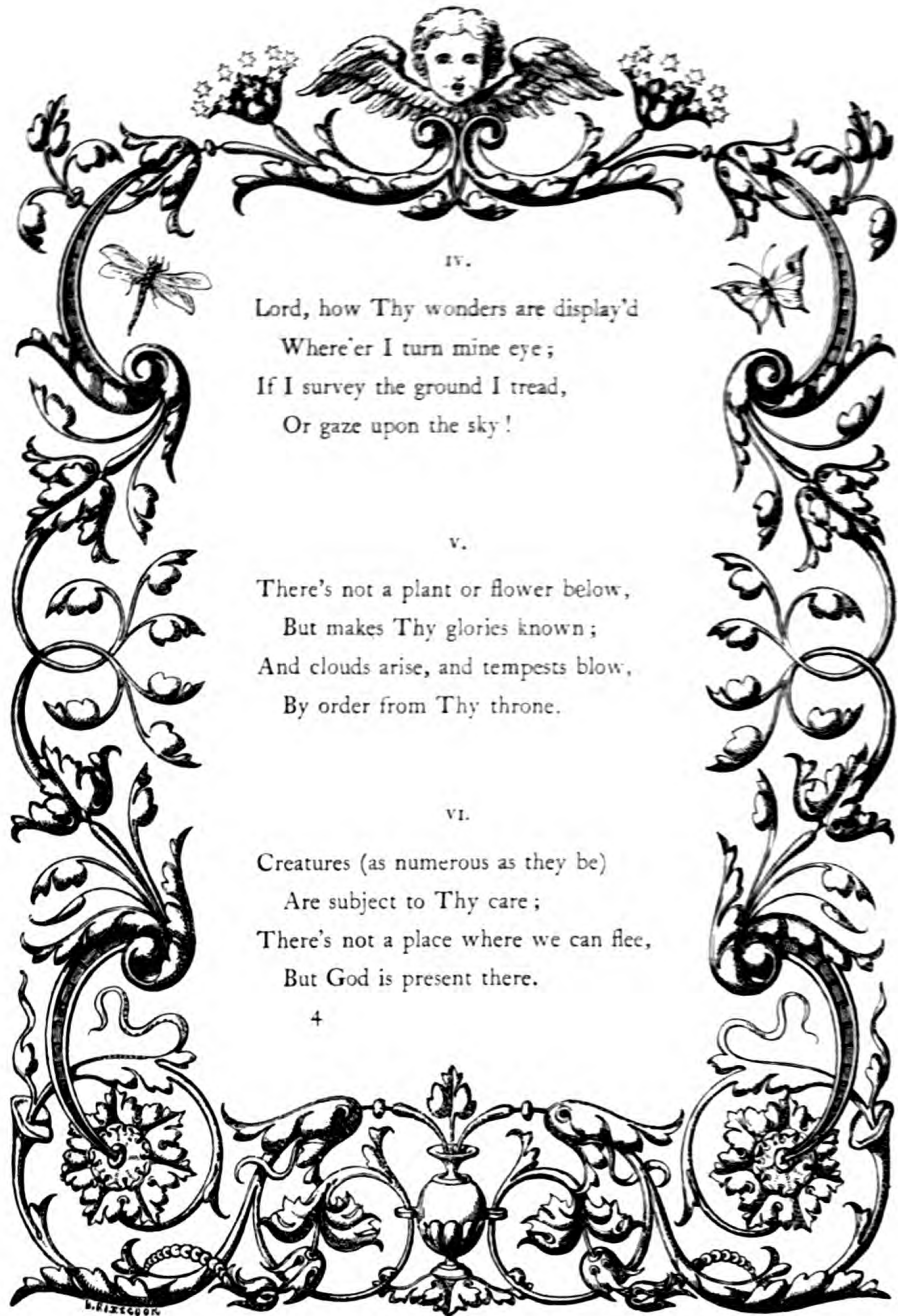 IV.
Lord, how Thy wonders are display'd
Where'er I turn mine eye;
If I survey the ground I tread,
Or gaze upon the sky!
V.
There's not a plant or flower below,
But makes Thy glories known;
And clouds arise, and tempests blow,
By order from Thy throne.
VI.
Creatures (as numerous as they be)
Are subject to Thy care;
There's not a place where we can flee,
But God is present there.
4